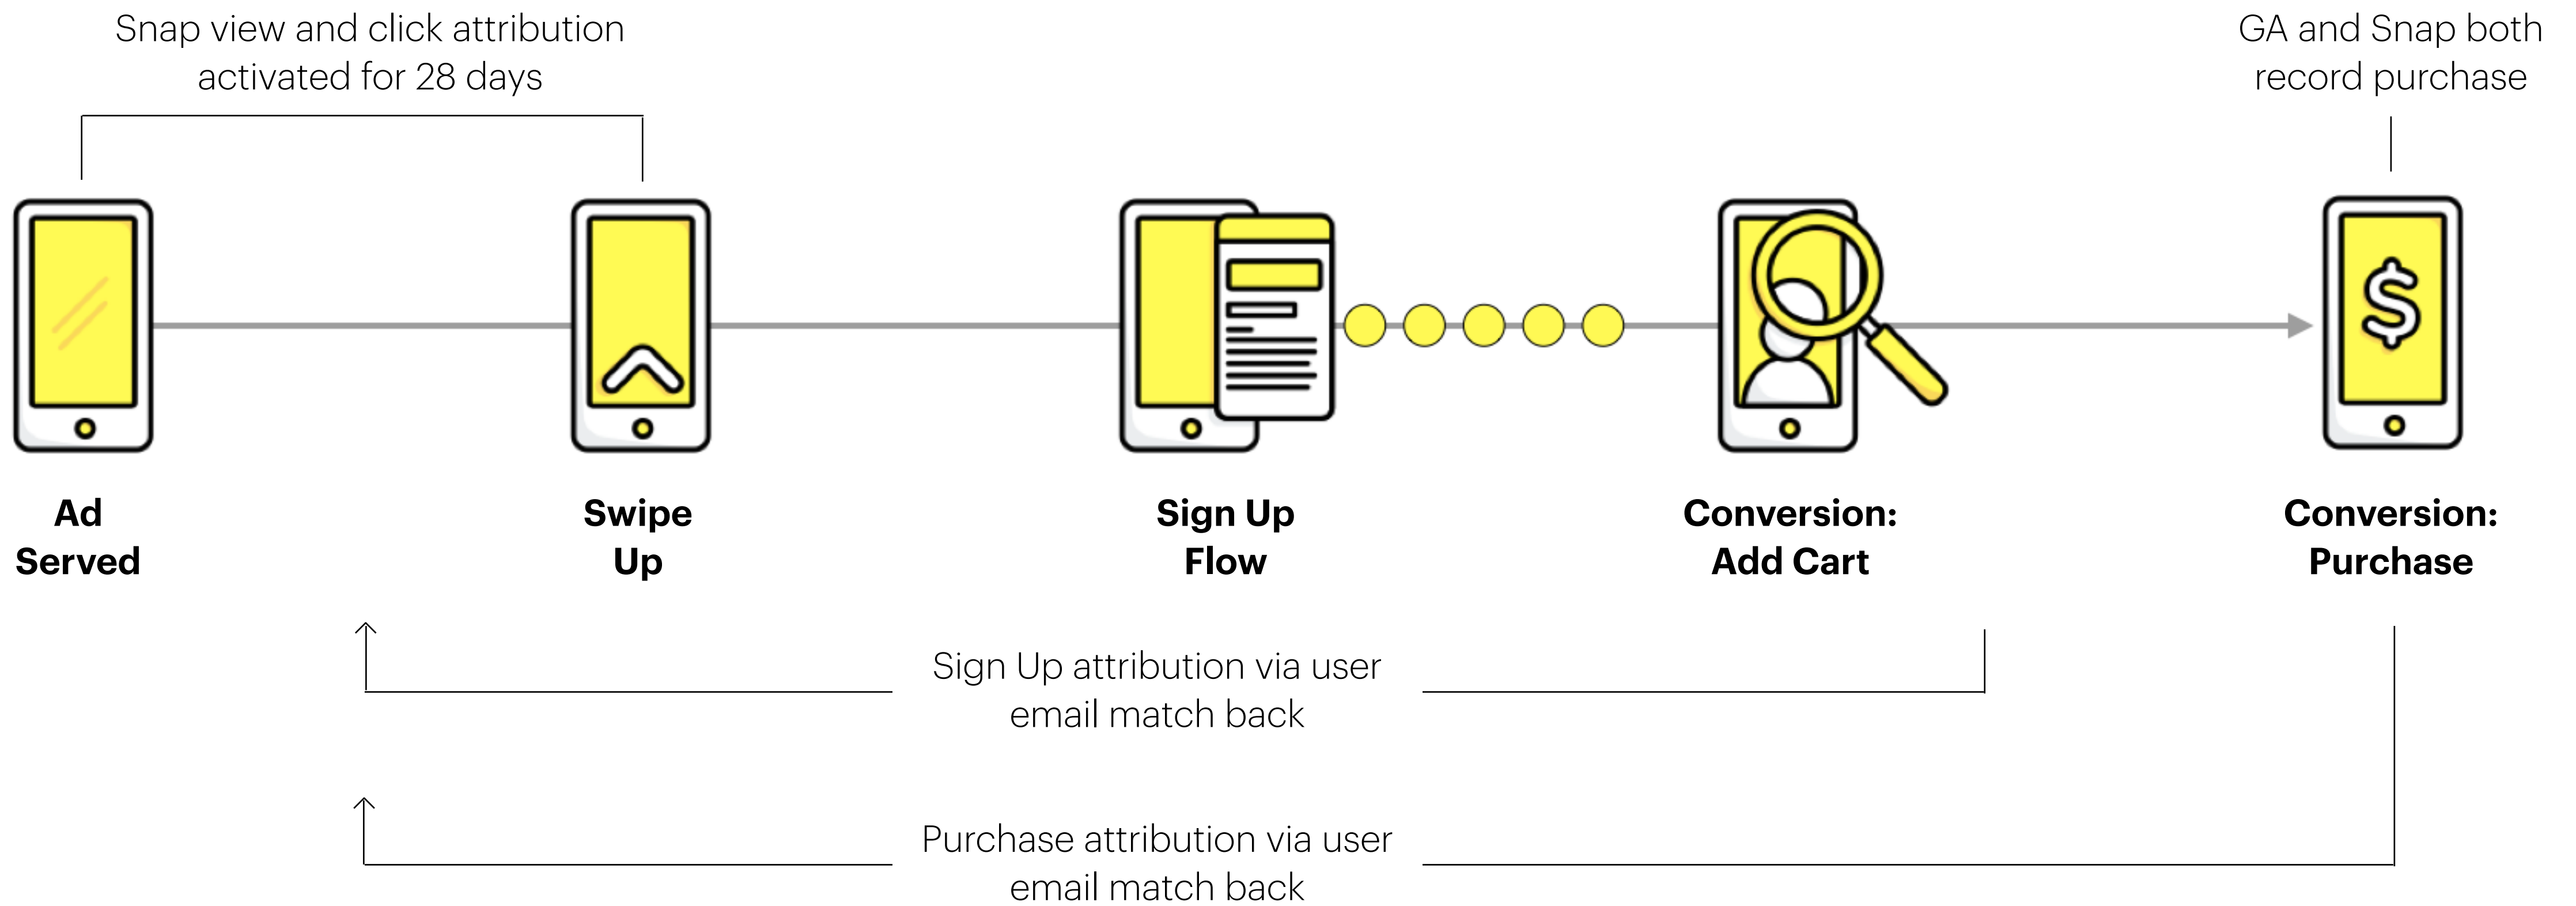 Snap view and click attribution
activated for 28 days
GA and Snap both
record purchase
Ad
Served
Swipe
Up
Sign Up
Flow
Conversion:
Add Cart
Conversion:
Purchase
Sign Up attribution via user
email match back
Purchase attribution via user
email match back